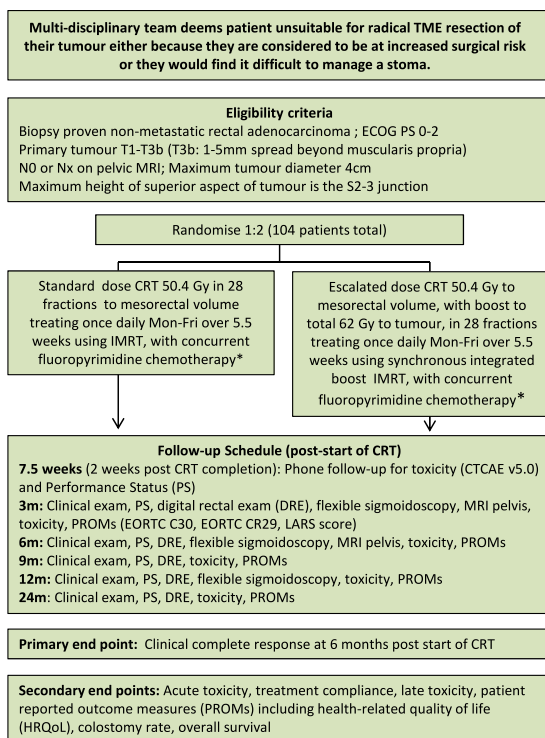 Multi-disciplinary team deems patient unsuitable for radical TME resection of
their tumour either because they are considered to be at increased surgical risk
or they would find it difficult to manage a stoma.
Eligibility criteria
Biopsy proven non-metastatic rectal adenocarcinoma ; ECOG PS 0-2
Primary tumour T1-T3b (T3b: 1-5mm spread beyond muscularis propria)
N0 or Nx on pelvic MRI; Maximum tumour diameter 4cm
Maximum height of superior aspect of tumour is the S2-3 junction
Randomise 1:2 (104 patients total)
Standard dose CRT 50.4 Gy in 28
fractions to mesorectal volume
treating once daily Mon-Fri over 5.5
weeks using IMRT, with concurrent
fluoropyrimidine chemotherapy*
Escalated dose CRT 50.4 Gy to
mesorectal volume, with boost to
total 62 Gy to tumour, in 28 fractions
treating once daily Mon-Fri over 5.5
weeks using synchronous integrated
boost IMRT, with concurrent
fluoropyrimidine chemotherapy*
Follow-up Schedule (post-start of CRT)
7.5 weeks (2 weeks post CRT completion): Phone follow-up for toxicity (CTCAE v5.0)
and Performance Status (PS)
3m: Clinical exam, PS, digital rectal exam (DRE), flexible sigmoidoscopy, MRI pelvis,
toxicity, PROMs (EORTC C30, EORTC CR29, LARS score)
6m: Clinical exam, PS, DRE, flexible sigmoidoscopy, MRI pelvis, toxicity, PROMs
9m: Clinical exam, PS, DRE, toxicity, PROMs
12m: Clinical exam, PS, DRE, flexible sigmoidoscopy, toxicity, PROMs
24m: Clinical exam, PS, DRE, toxicity, PROMs
Primary end point: Clinical complete response at 6 months post start of CRT
Secondary end points: Acute toxicity, treatment compliance, late toxicity, patient
reported outcome measures (PROMs) including health-related quality of life
(HRQoL), colostomy rate, overall survival